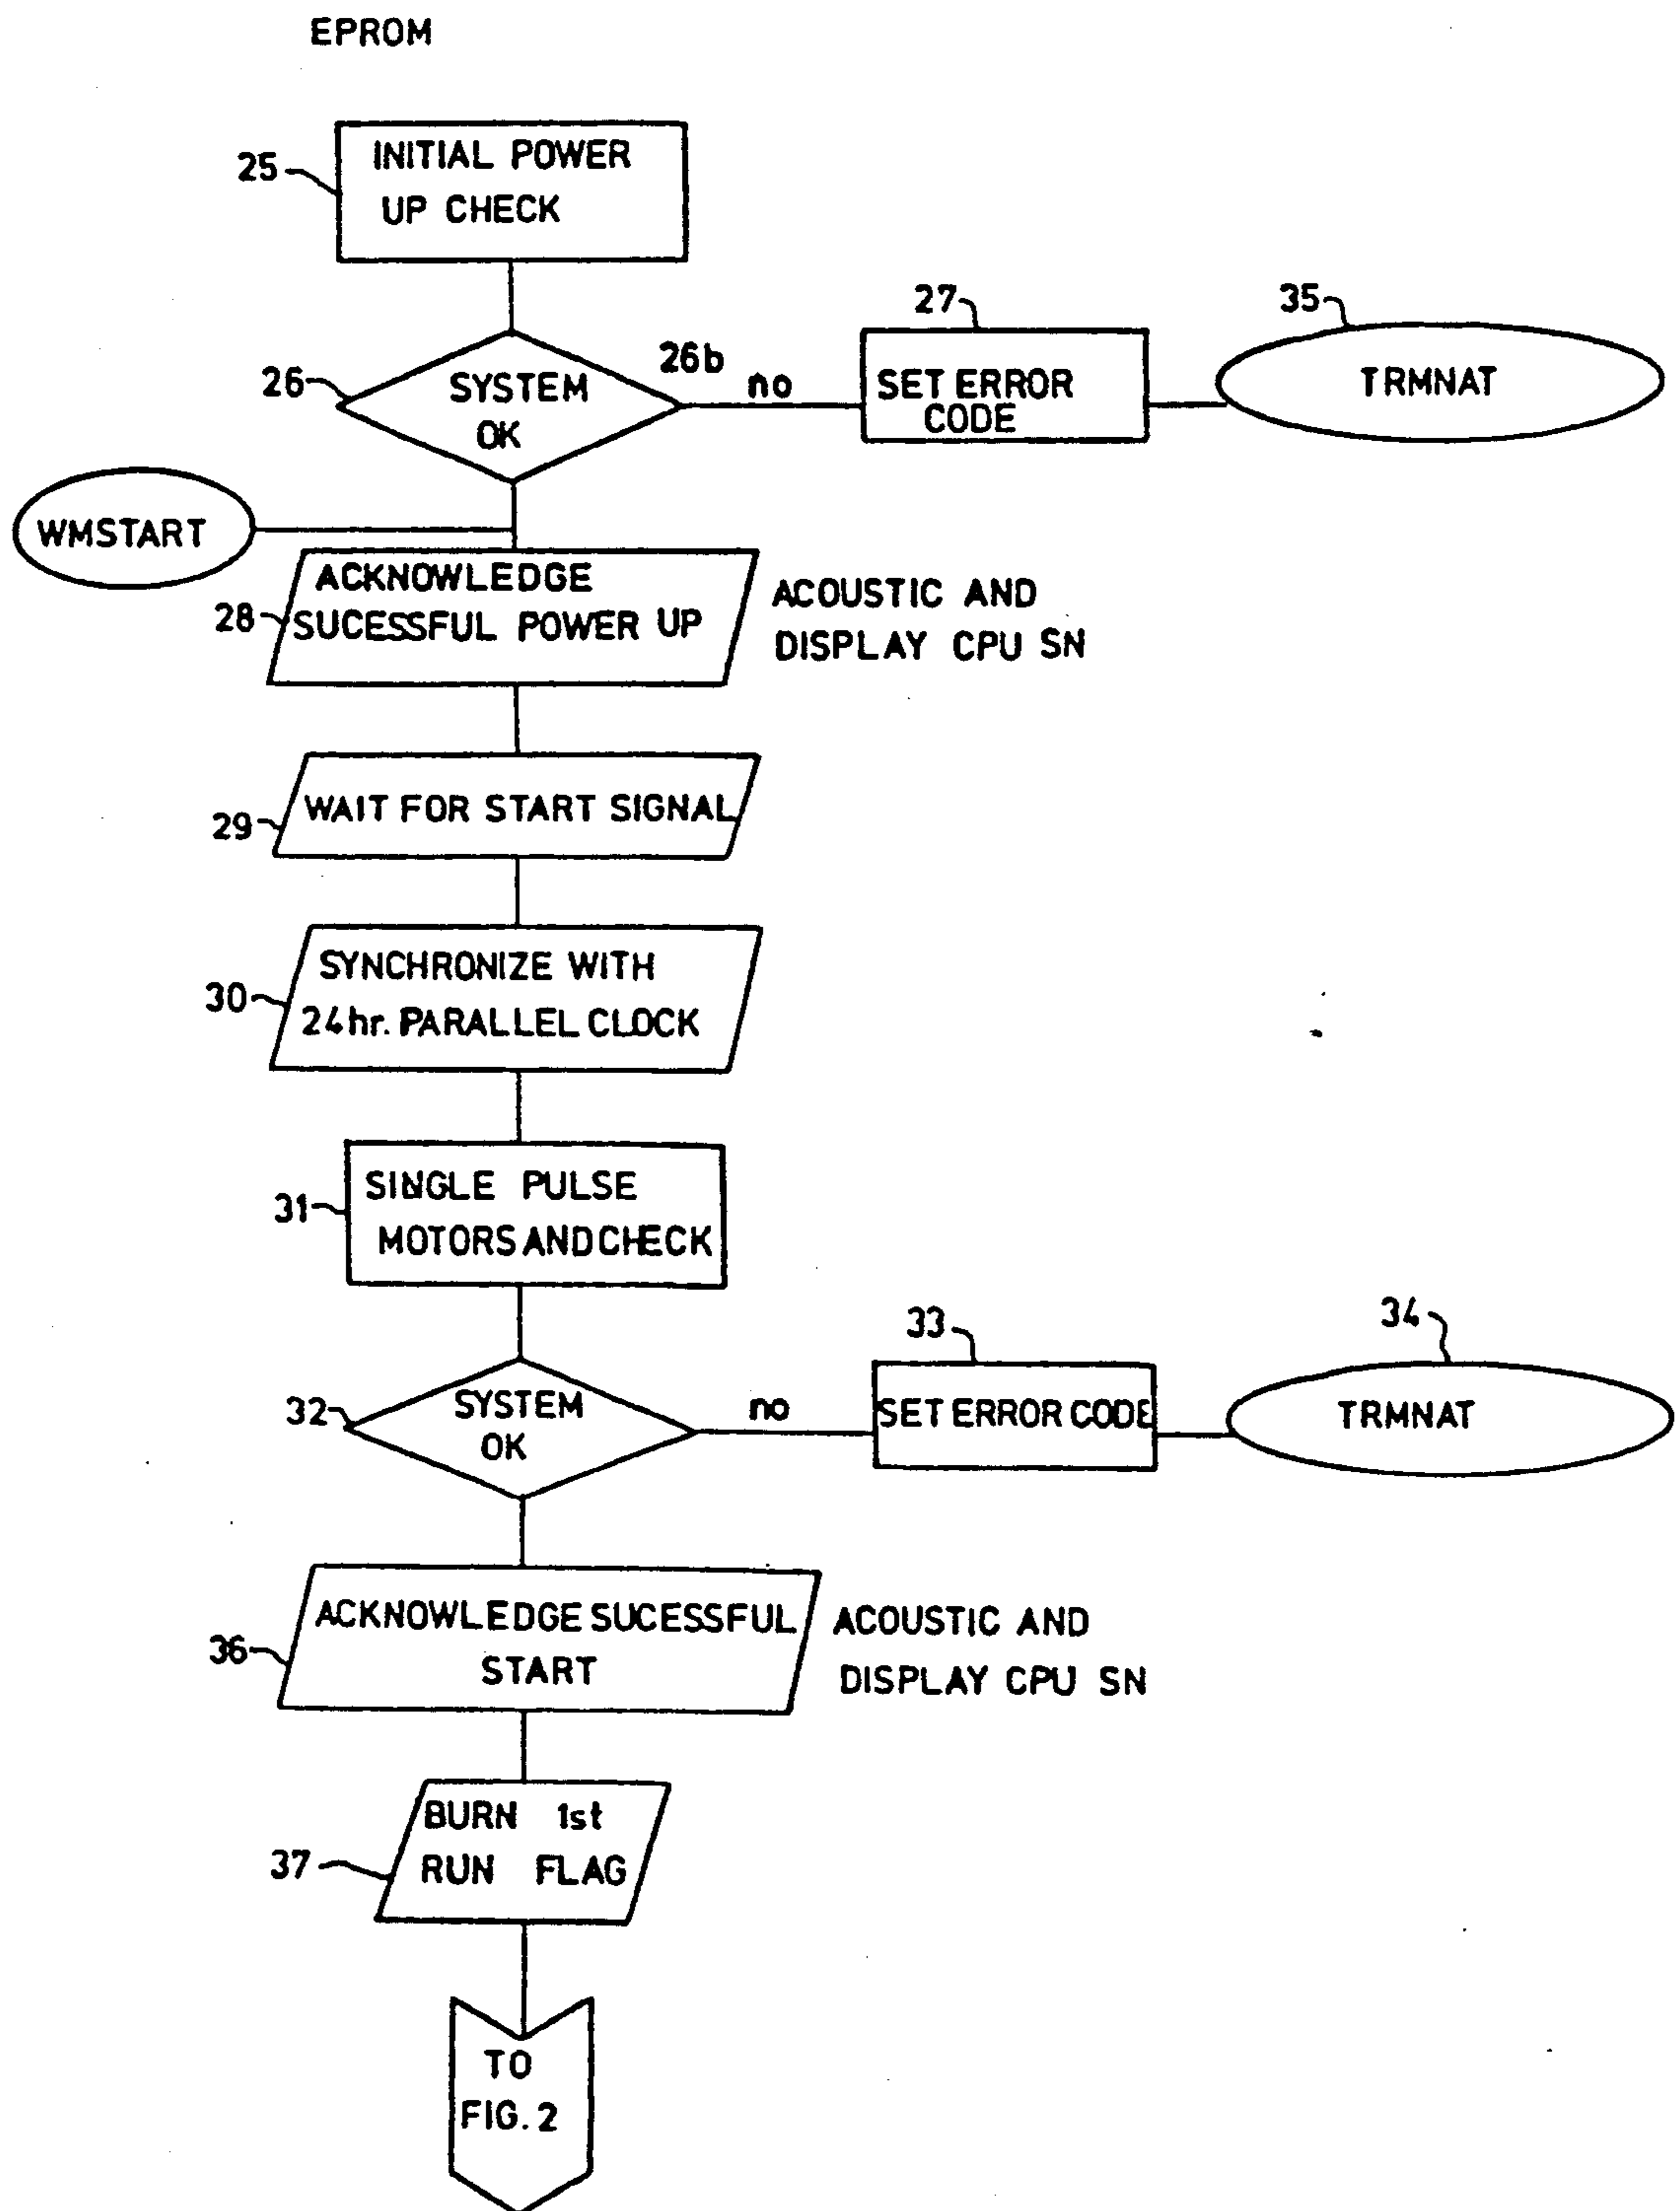 EPROM
25
INITIAL POWER
UP CHECK
26
SYSTEM
OK
26b
no
27
SET ERROR
CODE
35
TRMNAT
WMSTART
28
ACKNOWLEDGE
SUCESSFUL POWER UP
ACOUSTIC AND
DISPLAY CPU SN
29
WAIT FOR START SIGNAL
30
SYNCHRONIZE WITH
24hr. PARALLEL CLOCK
31
SINGLE PULSE
MOTORS AND CHECK
32
SYSTEM
OK
no
33
SET ERROR CODE
34
TRMNAT
36
ACKNOWLEDGE SUCESSFUL
START
ACOUSTIC AND
DISPLAY CPU SN
37
BURN 1st
RUN FLAG
TO
FIG. 2